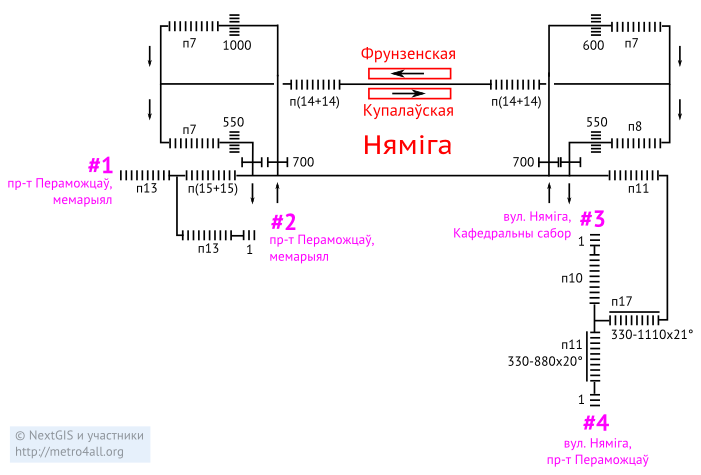 п7
1000
Фрунзенская
600
п7
п(14+14)
п(14+14)
Купалаўская
550
п7
Няміга
550
п8
#1
700
700
пр-т Пераможцаў,
мемарыял
п13
п(15+15)
п11
#2
пр-т Пераможцаў,
мемарыял
вул. Няміга,
Кафедральны сабор
#3
п13
1
1
п10
п17
330-1110x21°
п11
330-880x20°
1
#4
вул. Няміга,
пр-т Пераможцаў
© NextGIS и участники
http://metro4all.org